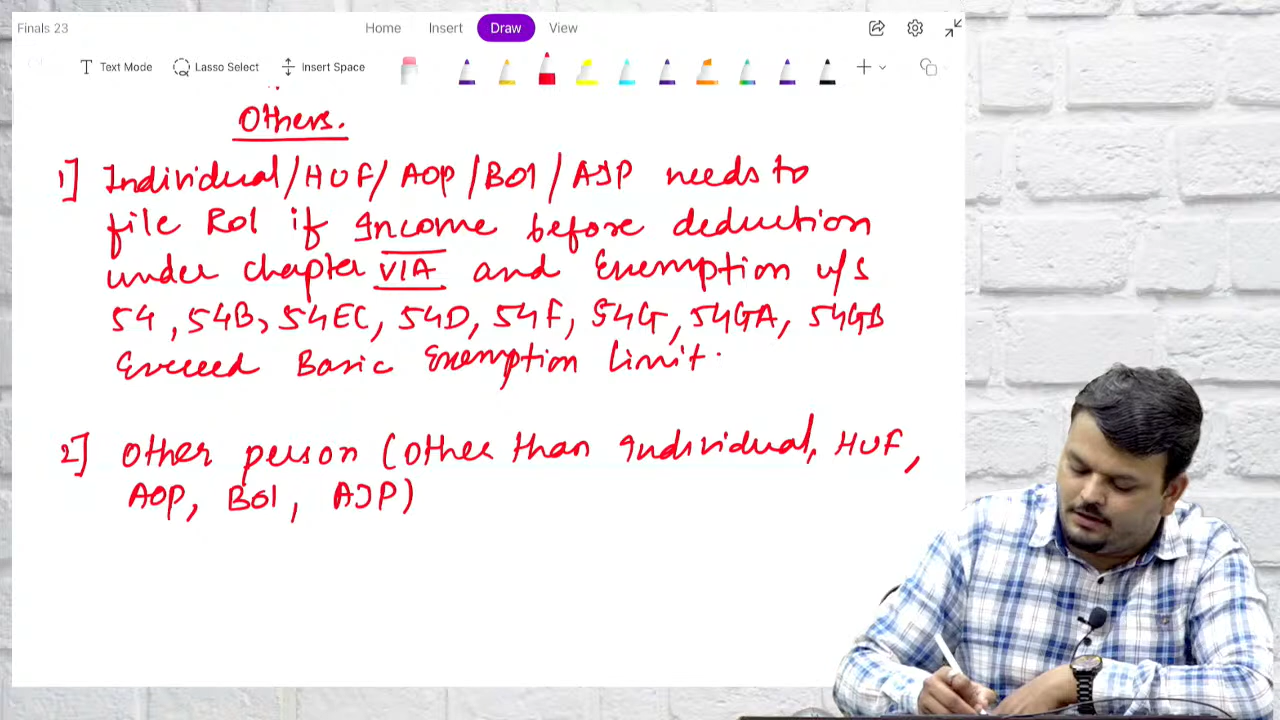 Finals 23
Home Insert Draw View
Text Mode Lasso Select Insert Space
Others.
1] Individual/HUF/AOP/BOI/AJP needs to
file ROI if Income before deduction
under chapter VIA and Exemption u/s
54, 54B, 54EC, 54D, 54F, 54G, 54GA, 54GB
Exceed Basic Exemption limit.
2] Other person (other than Individual, HUF,
AOP, BOI, AJP)